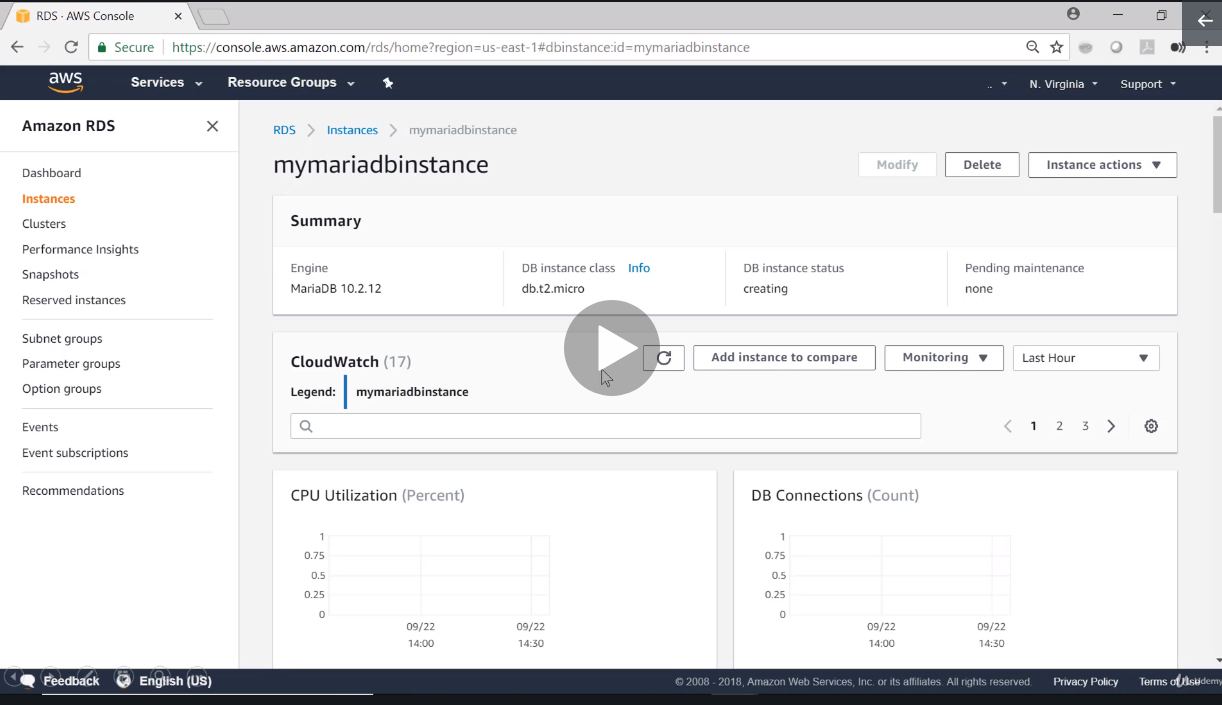 RDS · AWS Console
Secure https://console.aws.amazon.com/rds/home?region=us-east-1#dbinstance:id=mymariadbinstance
aws Services Resource Groups .. N. Virginia Support
Amazon RDS
Dashboard
Instances
Clusters
Performance Insights
Snapshots
Reserved instances
Subnet groups
Parameter groups
Option groups
Events
Event subscriptions
Recommendations
RDS Instances mymariadbinstance
mymariadbinstance
Modify Delete Instance actions
Summary
Engine
MariaDB 10.2.12
DB instance class Info
db.t2.micro
DB instance status
creating
Pending maintenance
none
CloudWatch (17)
Add instance to compare Monitoring Last Hour
Legend: mymariadbinstance
1 2 3
CPU Utilization (Percent)
1
0.75
0.5
0.25
0
09/22 09/22
14:00 14:30
DB Connections (Count)
1
0.75
0.5
0.25
0
09/22 09/22
14:00 14:30
Feedback English (US) © 2008 - 2018, Amazon Web Services, Inc. or its affiliates. All rights reserved. Privacy Policy Terms of Use